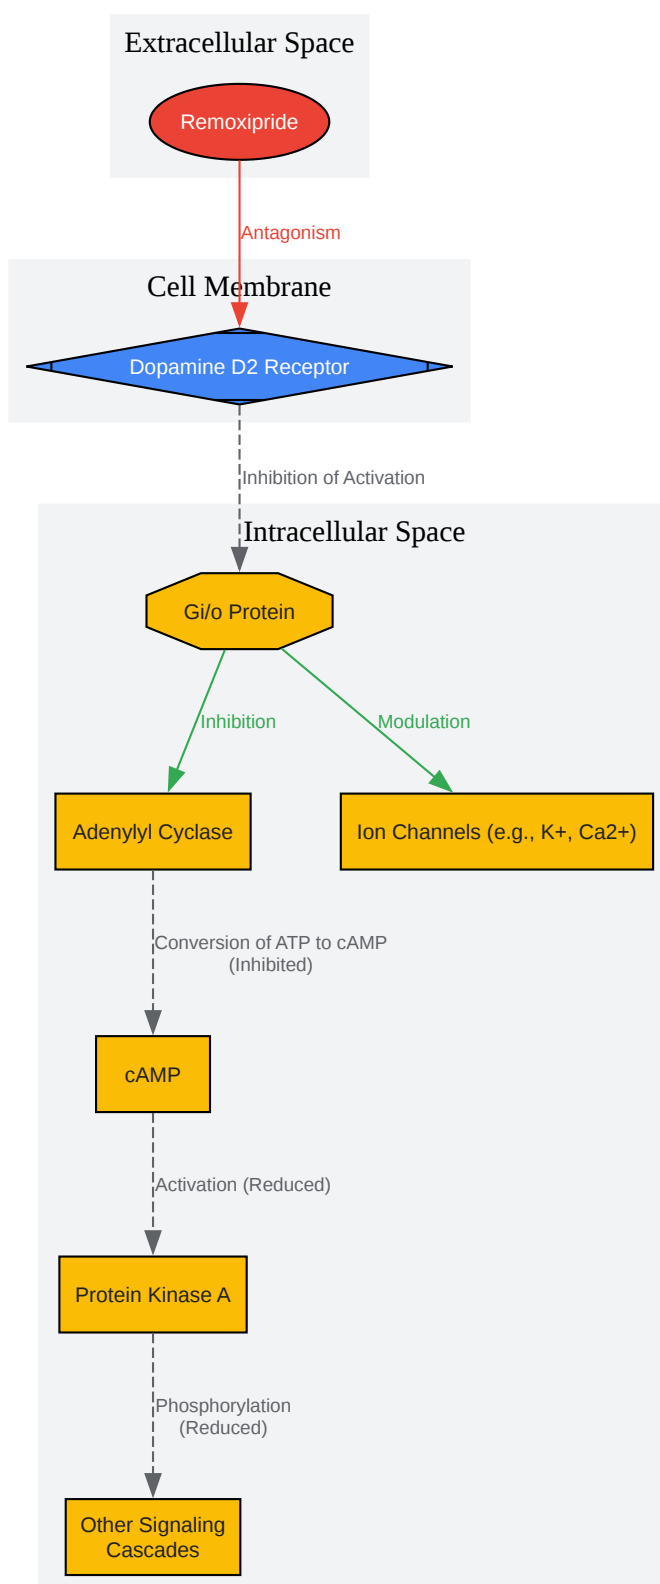 Extracellular Space
Remoxipride
Antagonism
Cell Membrane
Dopamine D2 Receptor
Inhibition of Activation
Intracellular Space
Gi/o Protein
Inhibition
Modulation
Adenylyl Cyclase
Ion Channels (e.g., K+, Ca2+)
Conversion of ATP to cAMP
(Inhibited)
cAMP
Activation (Reduced)
Protein Kinase A
Phosphorylation
(Reduced)
Other Signaling
Cascades